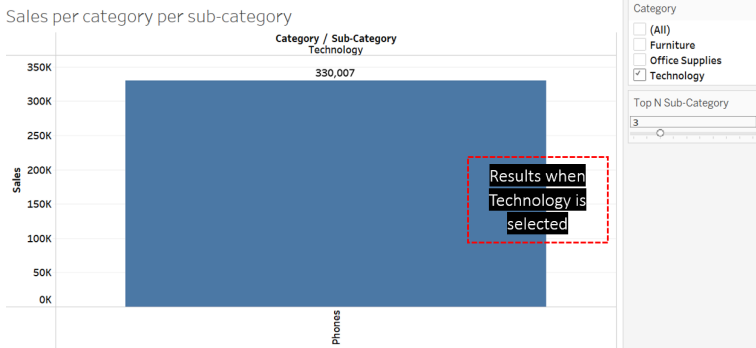 Sales per category per sub-category
Category / Sub-Category
Technology
350K
300K
250K
200K
150K
100K
50K
0K
Sales
330,007
Results when
Technology is
selected
Phones
Category
(All)
Furniture
Office Supplies
Technology
Top N Sub-Category
3